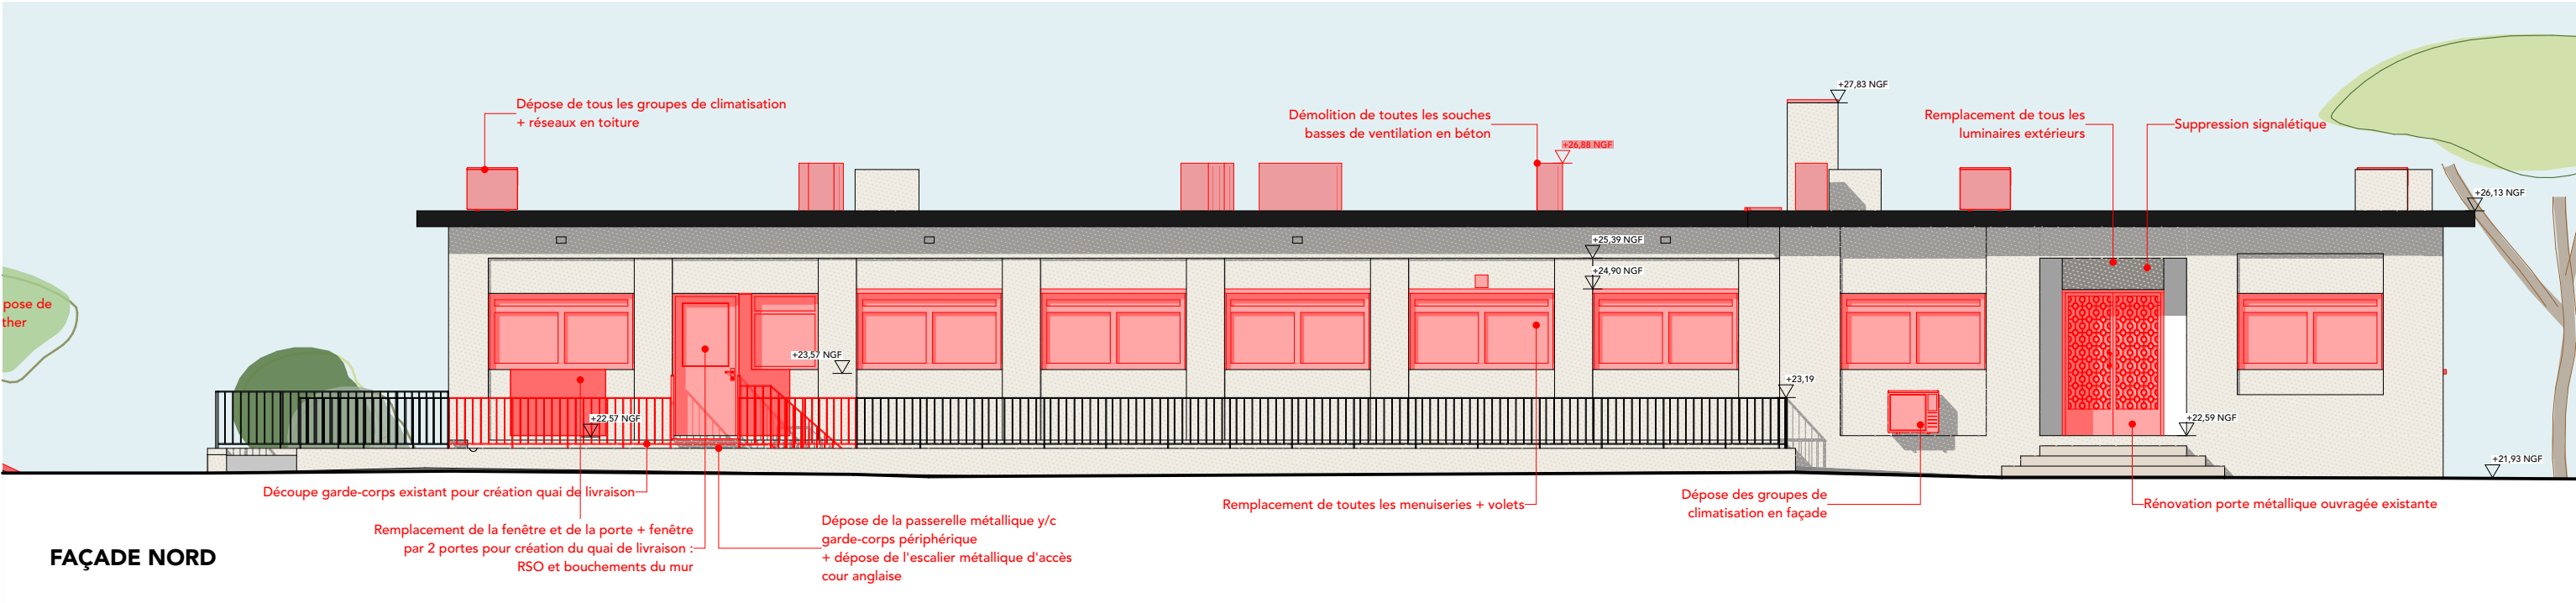 Dépose de tous les groupes de climatisation
+ réseaux en toiture
Démolition de toutes les souches
basses de ventilation en béton
+26,88 NGF
+27,83 NGF
Remplacement de tous les
luminaires extérieurs
Suppression signalétique
+26,13 NGF
+25,39 NGF
+24,90 NGF
pose de
ther
+23,57 NGF
+23,19
+22,57 NGF
+22,59 NGF
+21,93 NGF
Découpe garde-corps existant pour création quai de livraison
Remplacement de la fenêtre et de la porte + fenêtre
par 2 portes pour création du quai de livraison :
RSO et bouchements du mur
Dépose de la passerelle métallique y/c
garde-corps périphérique
+ dépose de l'escalier métallique d'accès
cour anglaise
Remplacement de toutes les menuiseries + volets
Dépose des groupes de
climatisation en façade
Rénovation porte métallique ouvragée existante
FAÇADE NORD